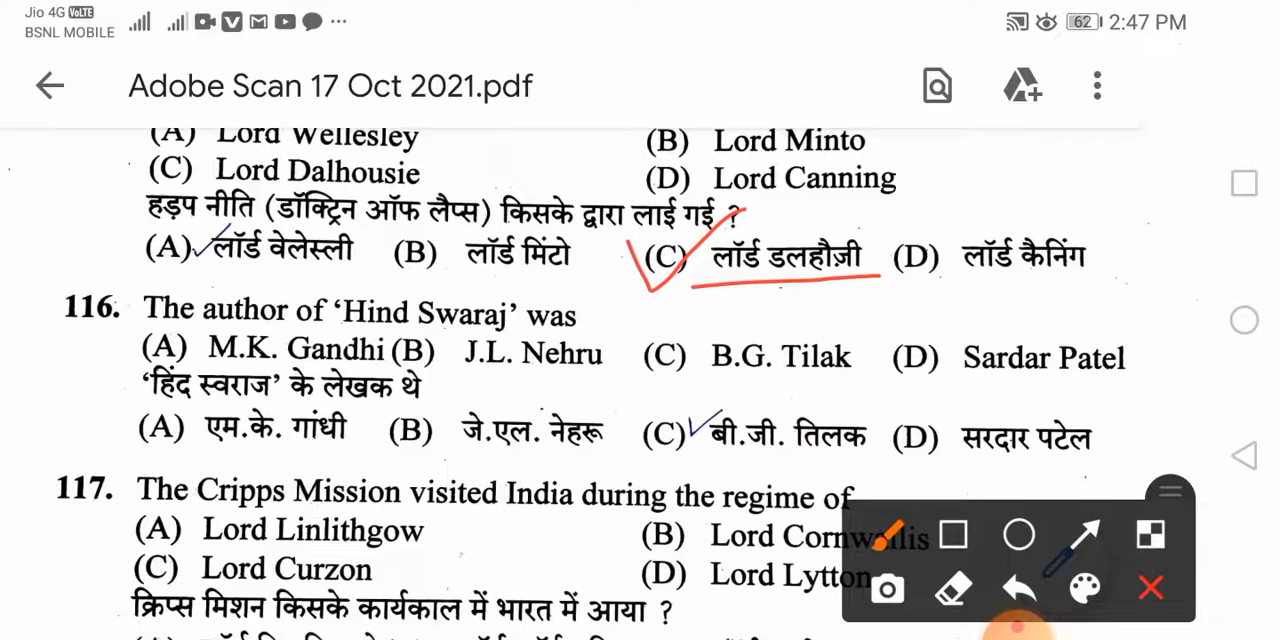 Jio 4G VoLTE
BSNL MOBILE
62 2:47 PM
Adobe Scan 17 Oct 2021.pdf
(A) Lord Wellesley (B) Lord Minto
(C) Lord Dalhousie (D) Lord Canning
हड़प नीति (डॉक्ट्रिन ऑफ लैप्स) किसके द्वारा लाई गई ?
(A) लॉर्ड वेलेस्ली (B) लॉर्ड मिंटो (C) लॉर्ड डलहौज़ी (D) लॉर्ड कैनिंग
116. The author of ‘Hind Swaraj’ was
(A) M.K. Gandhi (B) J.L. Nehru (C) B.G. Tilak (D) Sardar Patel
‘हिंद स्वराज’ के लेखक थे
(A) एम.के. गांधी (B) जे.एल. नेहरू (C) बी.जी. तिलक (D) सरदार पटेल
117. The Cripps Mission visited India during the regime of
(A) Lord Linlithgow (B) Lord Cornwallis
(C) Lord Curzon (D) Lord Lytton
क्रिप्स मिशन किसके कार्यकाल में भारत में आया ?